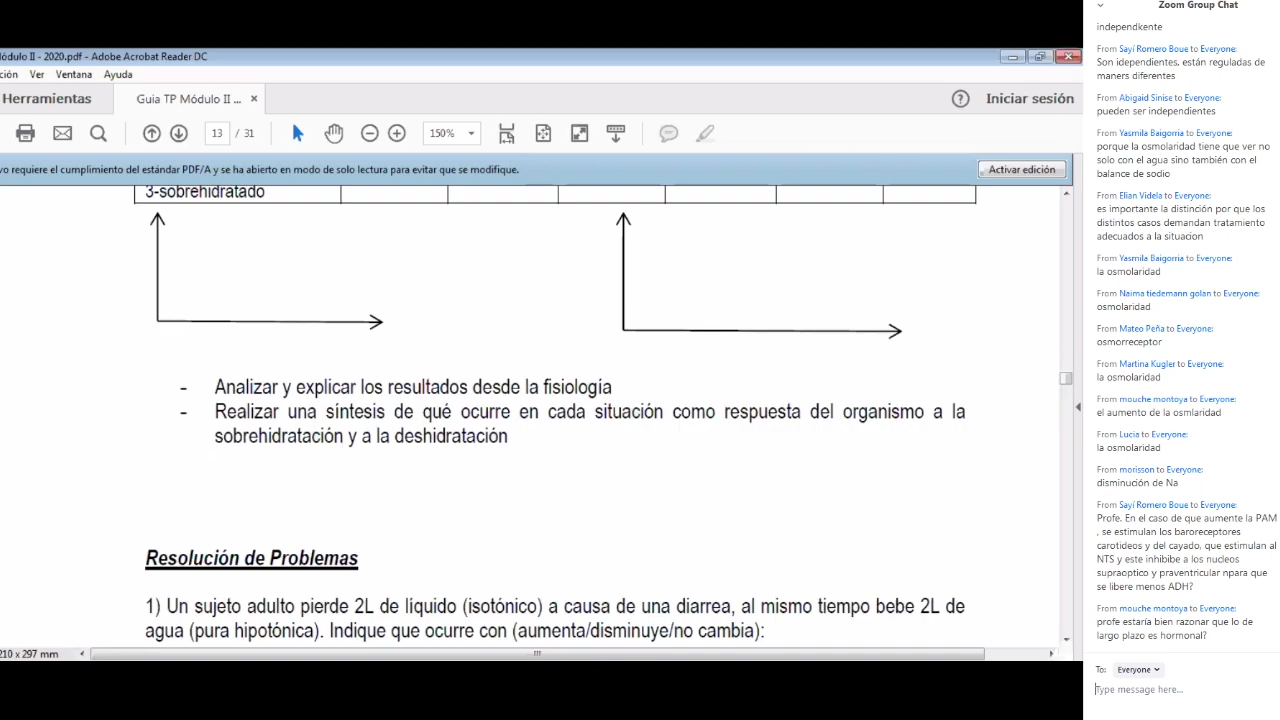 ódulo II - 2020.pdf - Adobe Acrobat Reader DC
ción Ver Ventana Ayuda
Herramientas
Guia TP Módulo II ... ×
? Iniciar sesión
13 / 31
150%
vo requiere el cumplimiento del estándar PDF/A y se ha abierto en modo de solo lectura para evitar que se modifique.
Activar edición
3-sobrehidratado
- Analizar y explicar los resultados desde la fisiología
- Realizar una síntesis de qué ocurre en cada situación como respuesta del organismo a la
sobrehidratación y a la deshidratación
Resolución de Problemas
1) Un sujeto adulto pierde 2L de líquido (isotónico) a causa de una diarrea, al mismo tiempo bebe 2L de
agua (pura hipotónica). Indique que ocurre con (aumenta/disminuye/no cambia):
210 x 297 mm
Zoom Group Chat
independkente
From Sayí Romero Boue to Everyone:
Son idependientes, están reguladas de
maners diferentes
From Abigaid Sinise to Everyone:
pueden ser independientes
From Yasmila Baigorria to Everyone:
porque la osmolaridad tiene que ver no
solo con el agua sino también con el
balance de sodio
From Elian Videla to Everyone:
es importante la distinción por que los
distintos casos demandan tratamiento
adecuados a la situacion
From Yasmila Baigorria to Everyone:
la osmolaridad
From Naima tiedemann golan to Everyone:
osmolaridad
From Mateo Peña to Everyone:
osmorreceptor
From Martina Kugler to Everyone:
la osmolaridad
From mouche montoya to Everyone:
el aumento de la osmlaridad
From Lucia to Everyone:
la osmolaridad
From morisson to Everyone:
disminución de Na
From Sayí Romero Boue to Everyone:
Profe. En el caso de que aumente la PAM
, se estimulan los baroreceptores
carotideos y del cayado, que estimulan al
NTS y este inhibibe a los nucleos
supraoptico y praventricular npara que
se libere menos ADH?
From mouche montoya to Everyone:
profe estaría bien razonar que lo de
largo plazo es hormonal?
To: Everyone
Type message here...